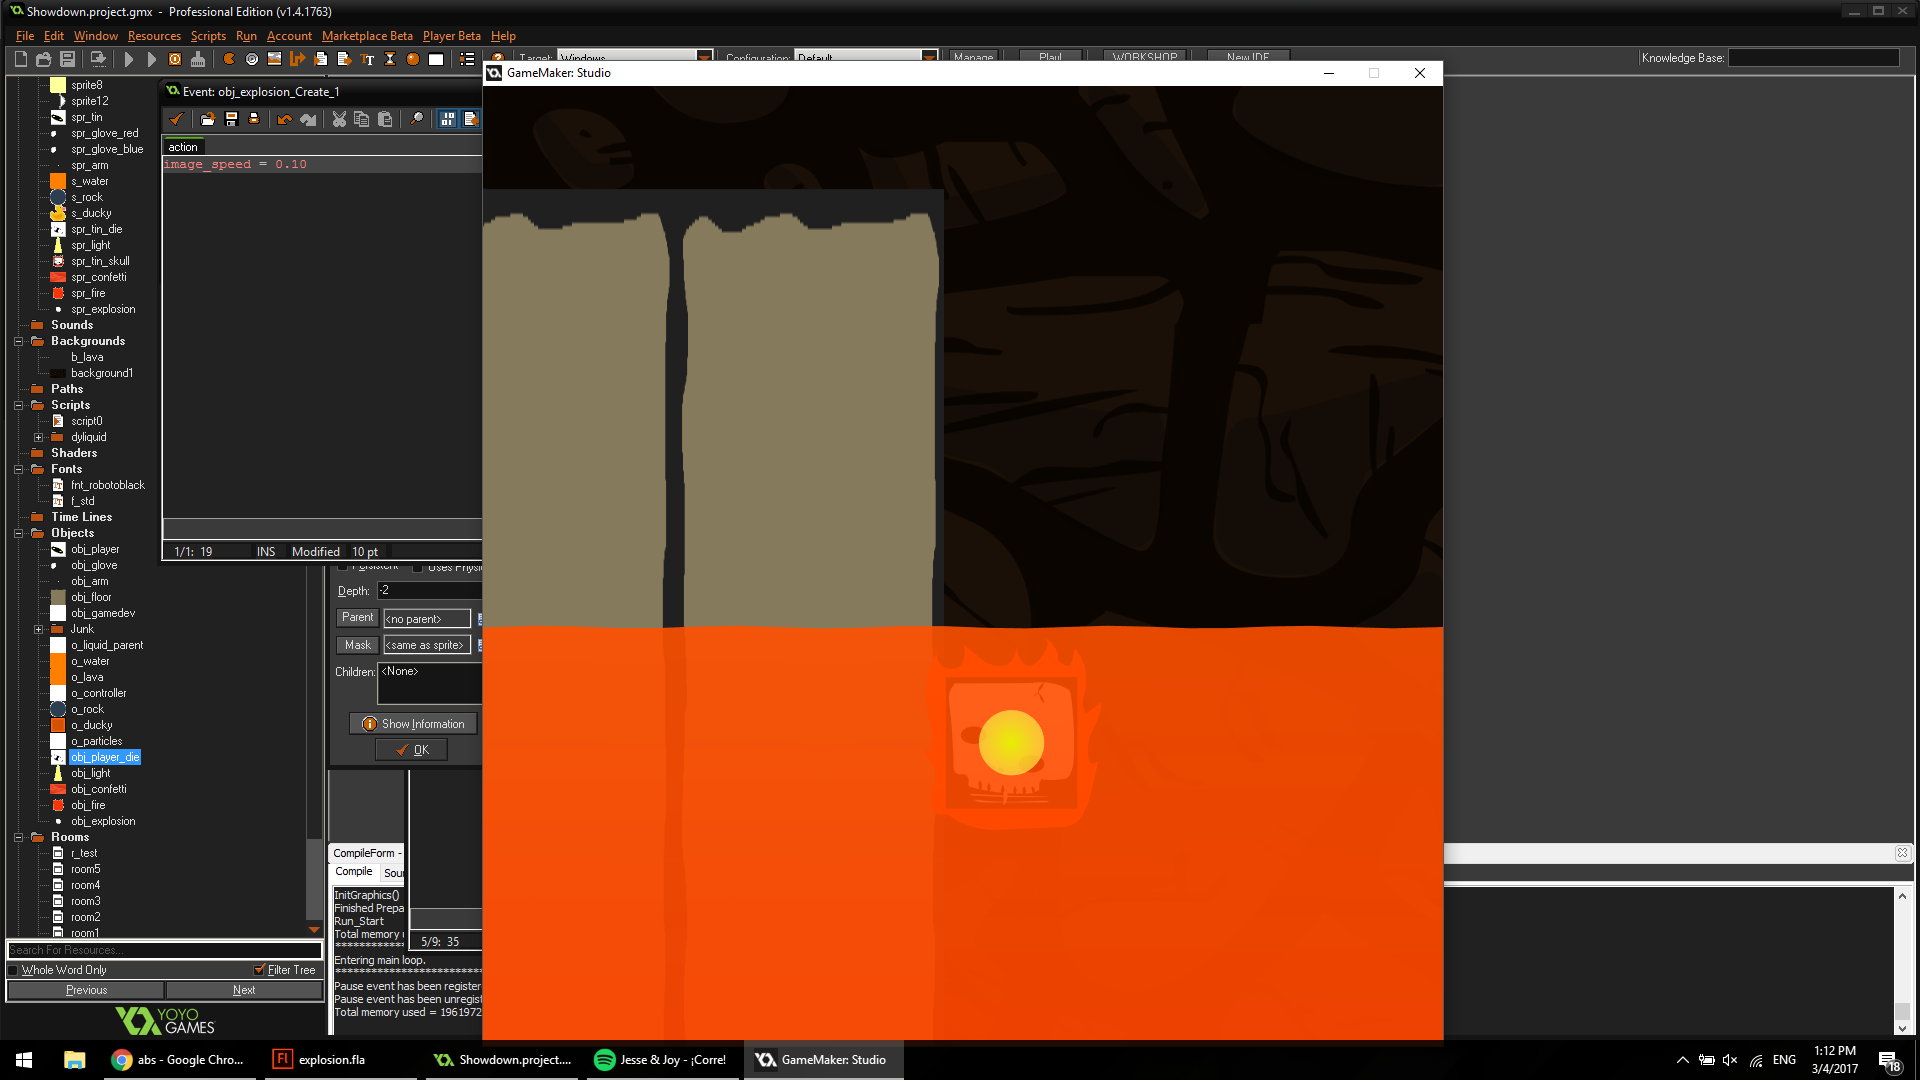 Showdown.project.gmx - Professional Edition (v1.4.1763)
File Edit Window Resources Scripts Run Account Marketplace Beta Player Beta Help
Target: Windows Configuration: Default Manage Play! WORKSHOP New IDE Knowledge Base:
GameMaker: Studio
sprite8
sprite12
spr_tin
spr_glove_red
spr_glove_blue
spr_arm
s_water
s_rock
s_ducky
spr_tin_die
spr_light
spr_tin_skull
spr_confetti
spr_fire
spr_explosion
Sounds
Backgrounds
b_lava
background1
Paths
Scripts
script0
dyliquid
Shaders
Fonts
fnt_robotoblack
f_std
Time Lines
Objects
obj_player
obj_glove
obj_arm
obj_floor
obj_gamedev
Junk
o_liquid_parent
o_water
o_lava
o_controller
o_rock
o_ducky
o_particles
obj_player_die
obj_light
obj_confetti
obj_fire
obj_explosion
Rooms
r_test
room5
room4
room3
room2
room1
Search For Resources...
Whole Word Only Filter Tree
Previous Next
YOYO
GAMES
Event: obj_explosion_Create_1
action
image_speed = 0.10
1/1: 19 INS Modified 10 pt
Persistent Uses Physi
Depth: -2
Parent <no parent>
Mask <same as sprite>
Children: <None>
Show Information
OK
CompileForm -
Compile Sour
InitGraphics()
Finished Prepa
Run_Start
Total memory u
5/9: 35
*************
Entering main loop.
**************************
Pause event has been register
Pause event has been unregist
Total memory used = 1961972
abs - Google Chro... explosion.fla Showdown.project.... Jesse & Joy - ¡Corre! GameMaker: Studio
ENG 1:12 PM
3/4/2017
18